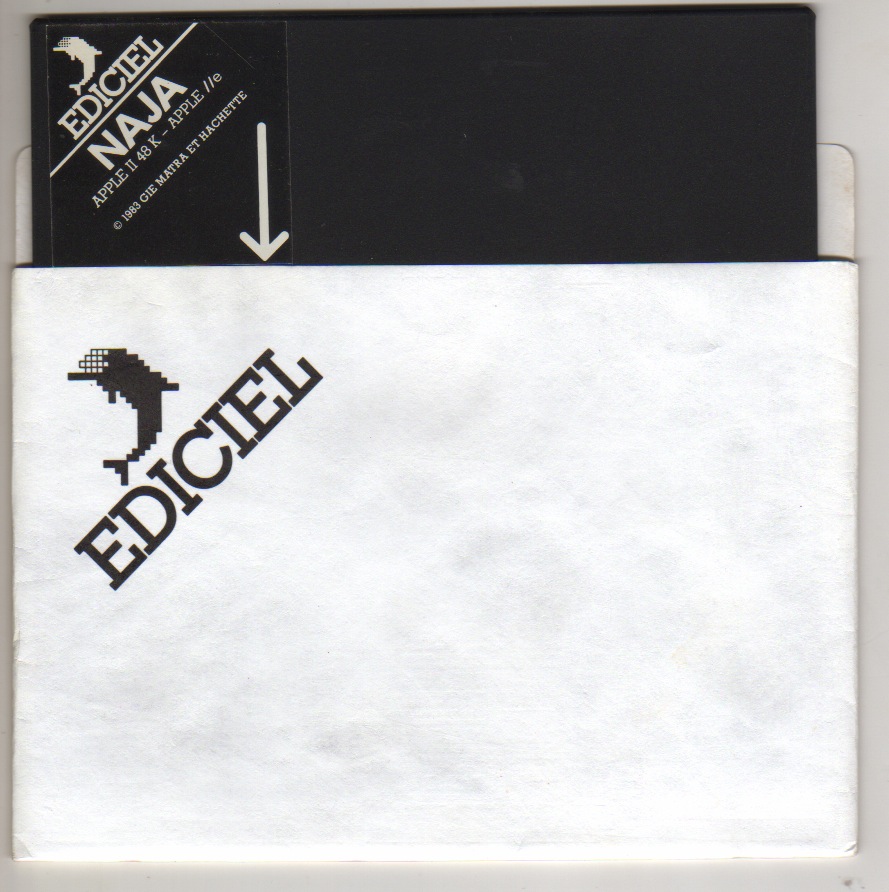 EDICIEL
NAJA
APPLE II 48 K – APPLE //e
© 1983 GIE MATRA ET HACHETTE
EDICIEL